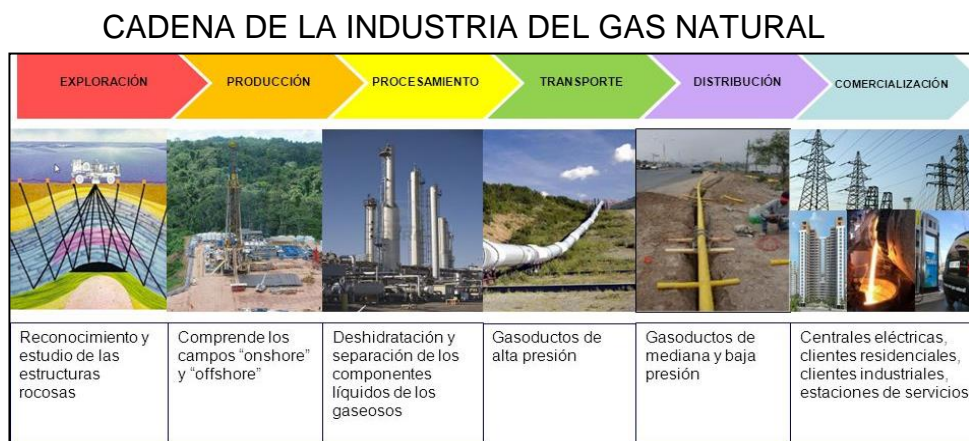 CADENA DE LA INDUSTRIA DEL GAS NATURAL
EXPLORACIÓN
PRODUCCIÓN
PROCESAMIENTO
TRANSPORTE
DISTRIBUCIÓN
COMERCIALIZACIÓN
Reconocimiento y
estudio de las
estructuras
rocosas
Comprende los
campos “onshore”
y “offshore”
Deshidratación y
separación de los
componentes
líquidos de los
gaseosos
Gasoductos de
alta presión
Gasoductos de
mediana y baja
presión
Centrales eléctricas,
clientes residenciales,
clientes industriales,
estaciones de servicios